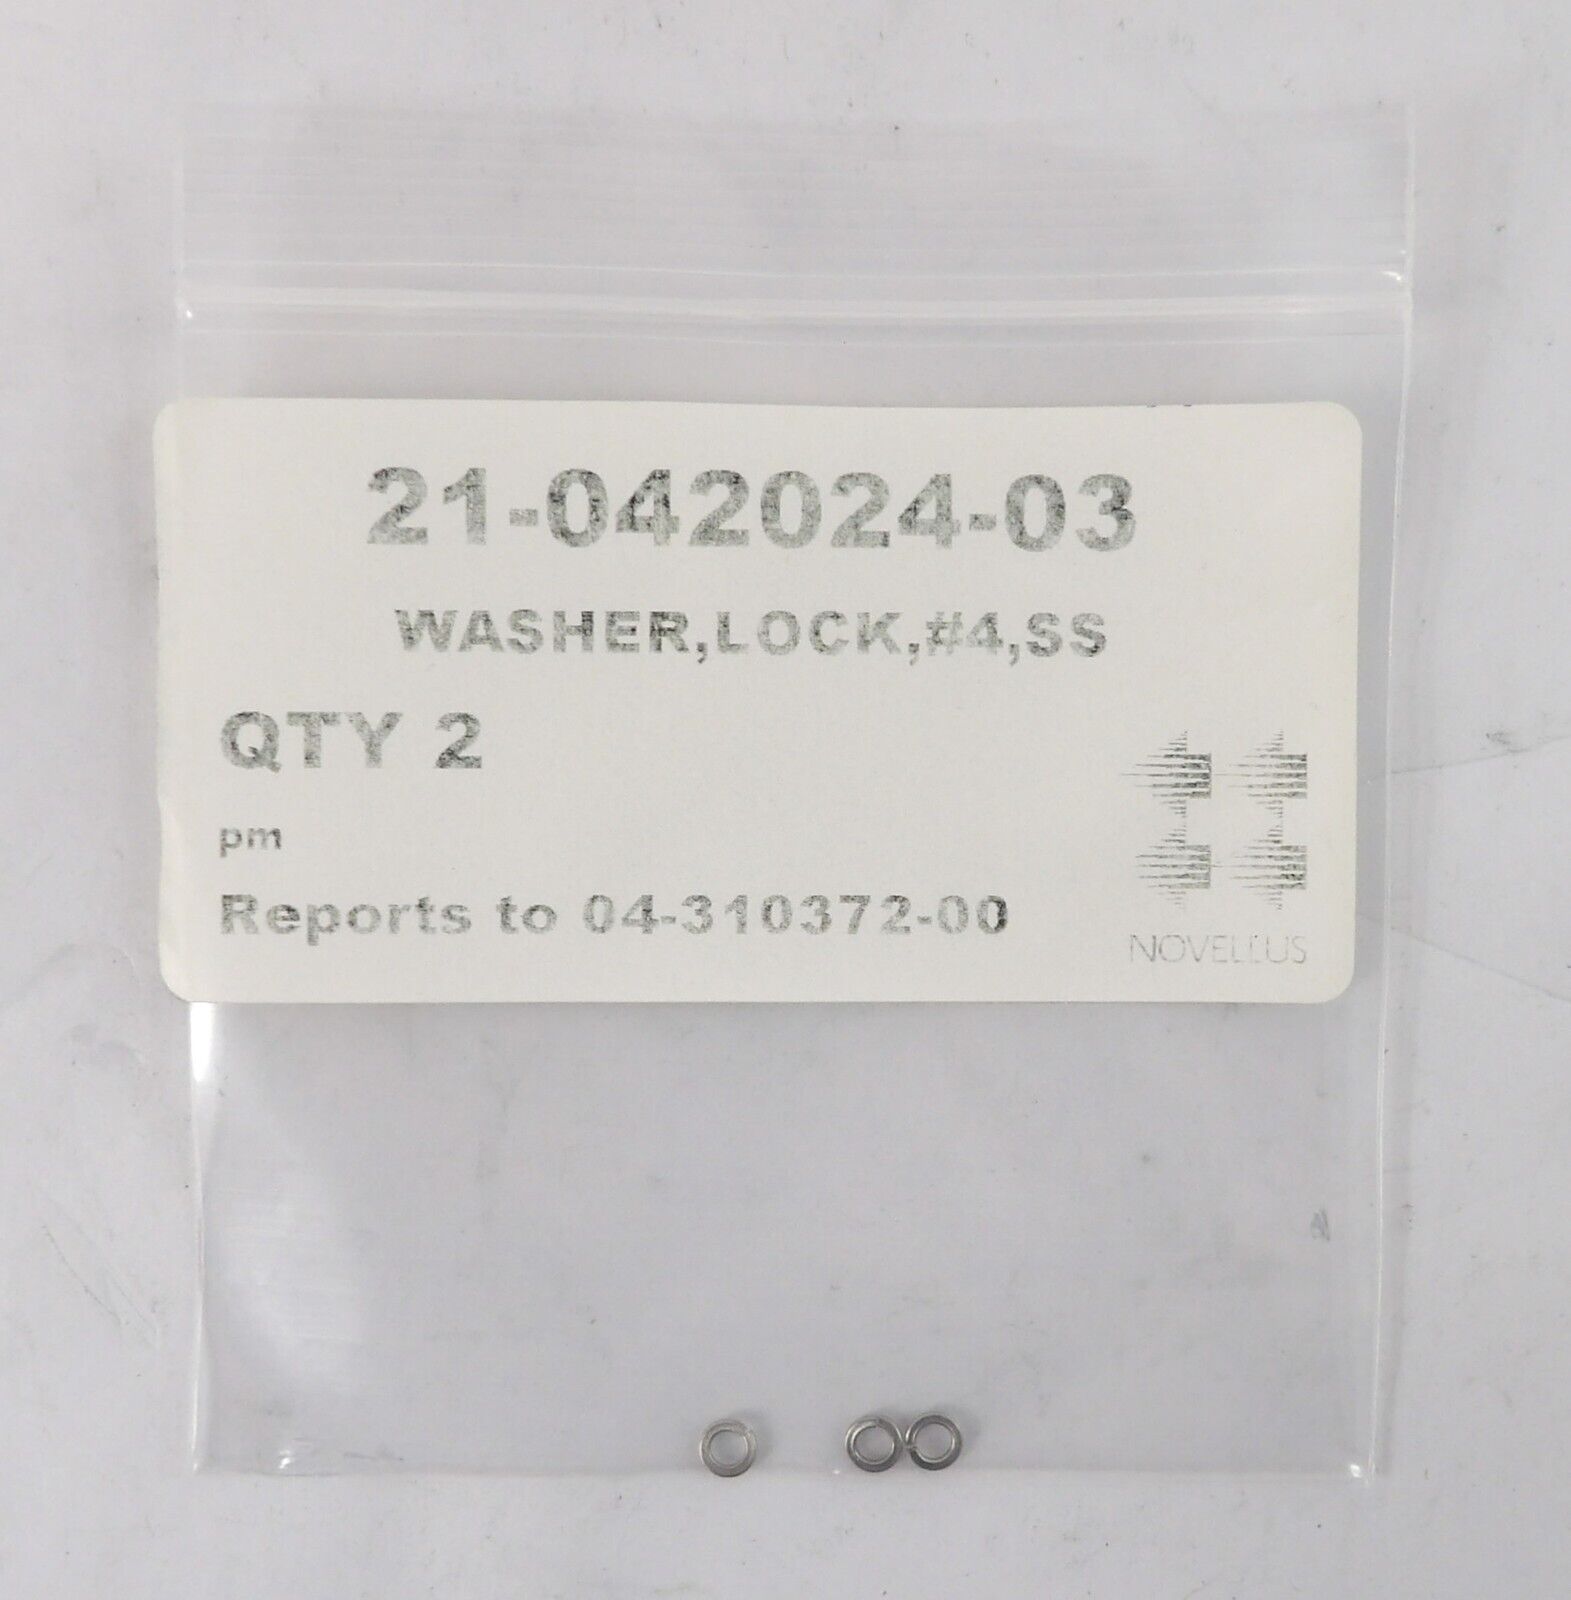 21-042024-03
WASHER,LOCK,#4,SS
QTY 2
pm
Reports to 04-310372-00
NOVELLUS